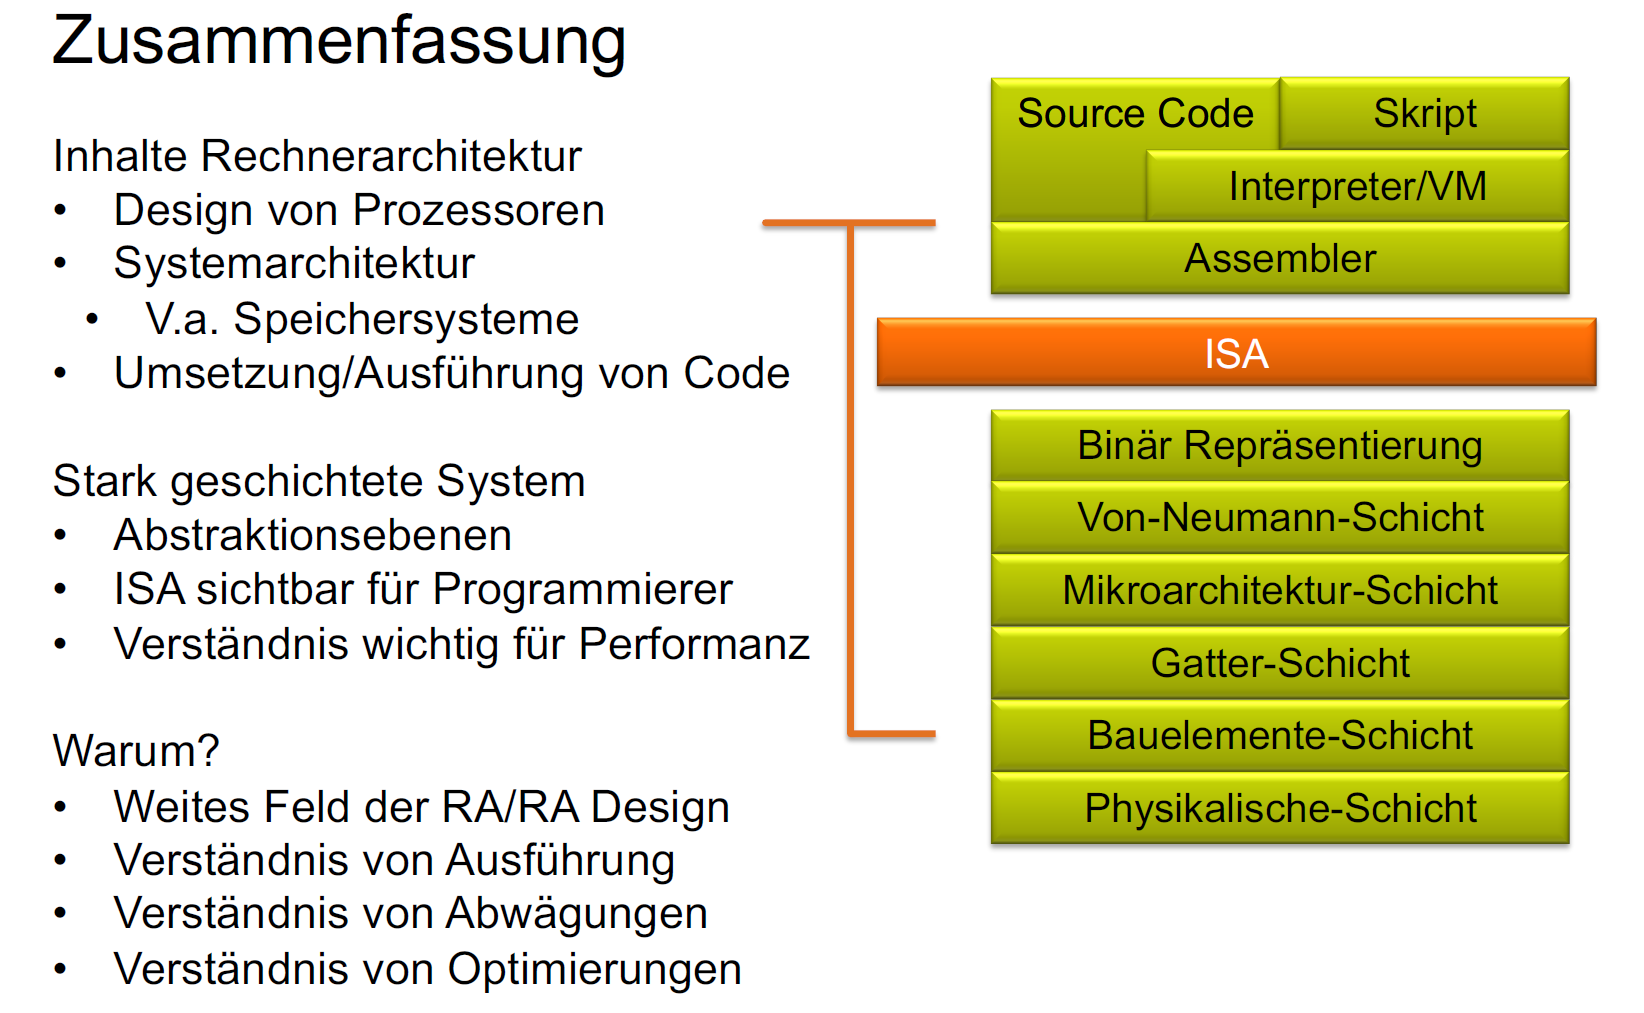 Zusammenfassung
Inhalte Rechnerarchitektur
• Design von Prozessoren
• Systemarchitektur
• V.a. Speichersysteme
• Umsetzung/Ausführung von Code
Stark geschichtete System
• Abstraktionsebenen
• ISA sichtbar für Programmierer
• Verständnis wichtig für Performanz
Warum?
• Weites Feld der RA/RA Design
• Verständnis von Ausführung
• Verständnis von Abwägungen
• Verständnis von Optimierungen
Source Code
Skript
Interpreter/VM
Assembler
ISA
Binär Repräsentierung
Von-Neumann-Schicht
Mikroarchitektur-Schicht
Gatter-Schicht
Bauelemente-Schicht
Physikalische-Schicht